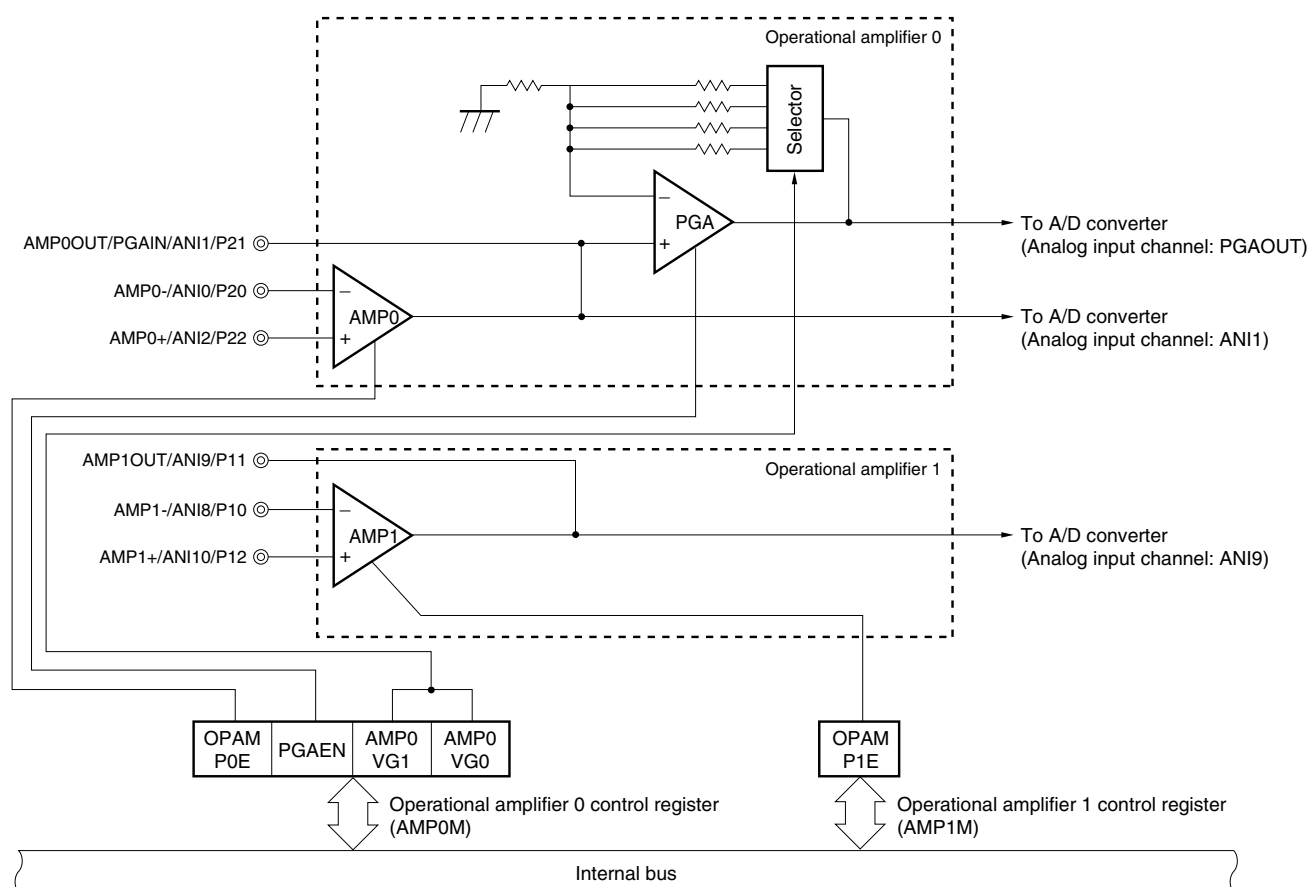 Operational amplifier 0
Selector
−
PGA
+
To A/D converter
(Analog input channel: PGAOUT)
AMP0OUT/PGAIN/ANI1/P21
AMP0-/ANI0/P20
−
AMP0
AMP0+/ANI2/P22
+
To A/D converter
(Analog input channel: ANI1)
AMP1OUT/ANI9/P11
Operational amplifier 1
AMP1-/ANI8/P10
−
AMP1
AMP1+/ANI10/P12
+
To A/D converter
(Analog input channel: ANI9)
OPAM
P0E
PGAEN
AMP0
VG1
AMP0
VG0
OPAM
P1E
Operational amplifier 0 control register
(AMP0M)
Operational amplifier 1 control register
(AMP1M)
Internal bus